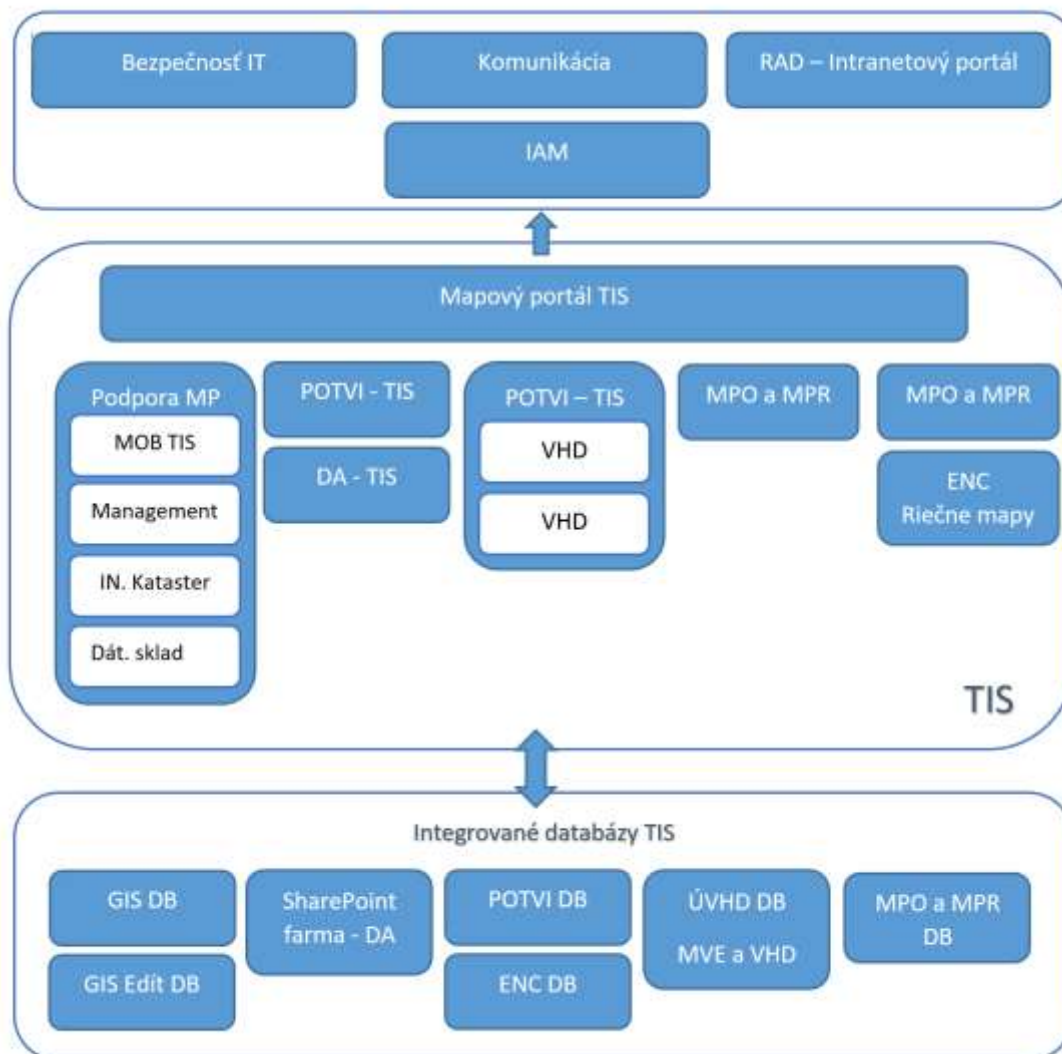 Bezpečnosť IT
Komunikácia
RAD – Intranetový portál
IAM
Mapový portál TIS
Podpora MP
MOB TIS
Management
IN. Kataster
Dát. sklad
POTVI - TIS
DA - TIS
POTVI – TIS
VHD
VHD
MPO a MPR
MPO a MPR
ENC
Riečne mapy
TIS
Integrované databázy TIS
GIS DB
GIS Edít DB
SharePoint
farma - DA
POTVI DB
ENC DB
ÚVHD DB
MVE a VHD
MPO a MPR
DB